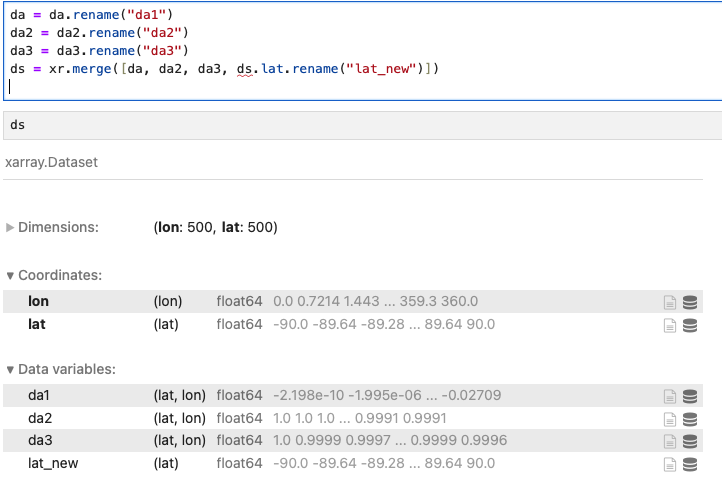 da = da.rename("da1")
da2 = da2.rename("da2")
da3 = da3.rename("da3")
ds = xr.merge([da, da2, da3, ds.lat.rename("lat_new")])
ds
xarray.Dataset
Dimensions: (lon: 500, lat: 500)
Coordinates:
lon (lon) float64 0.0 0.7214 1.443 ... 359.3 360.0
lat (lat) float64 -90.0 -89.64 -89.28 ... 89.64 90.0
Data variables:
da1 (lat, lon) float64 -2.198e-10 -1.995e-06 ... -0.02709
da2 (lat, lon) float64 1.0 1.0 1.0 ... 0.9991 0.9991
da3 (lat, lon) float64 1.0 0.9999 0.9997 ... 0.9999 0.9996
lat_new (lat) float64 -90.0 -89.64 -89.28 ... 89.64 90.0